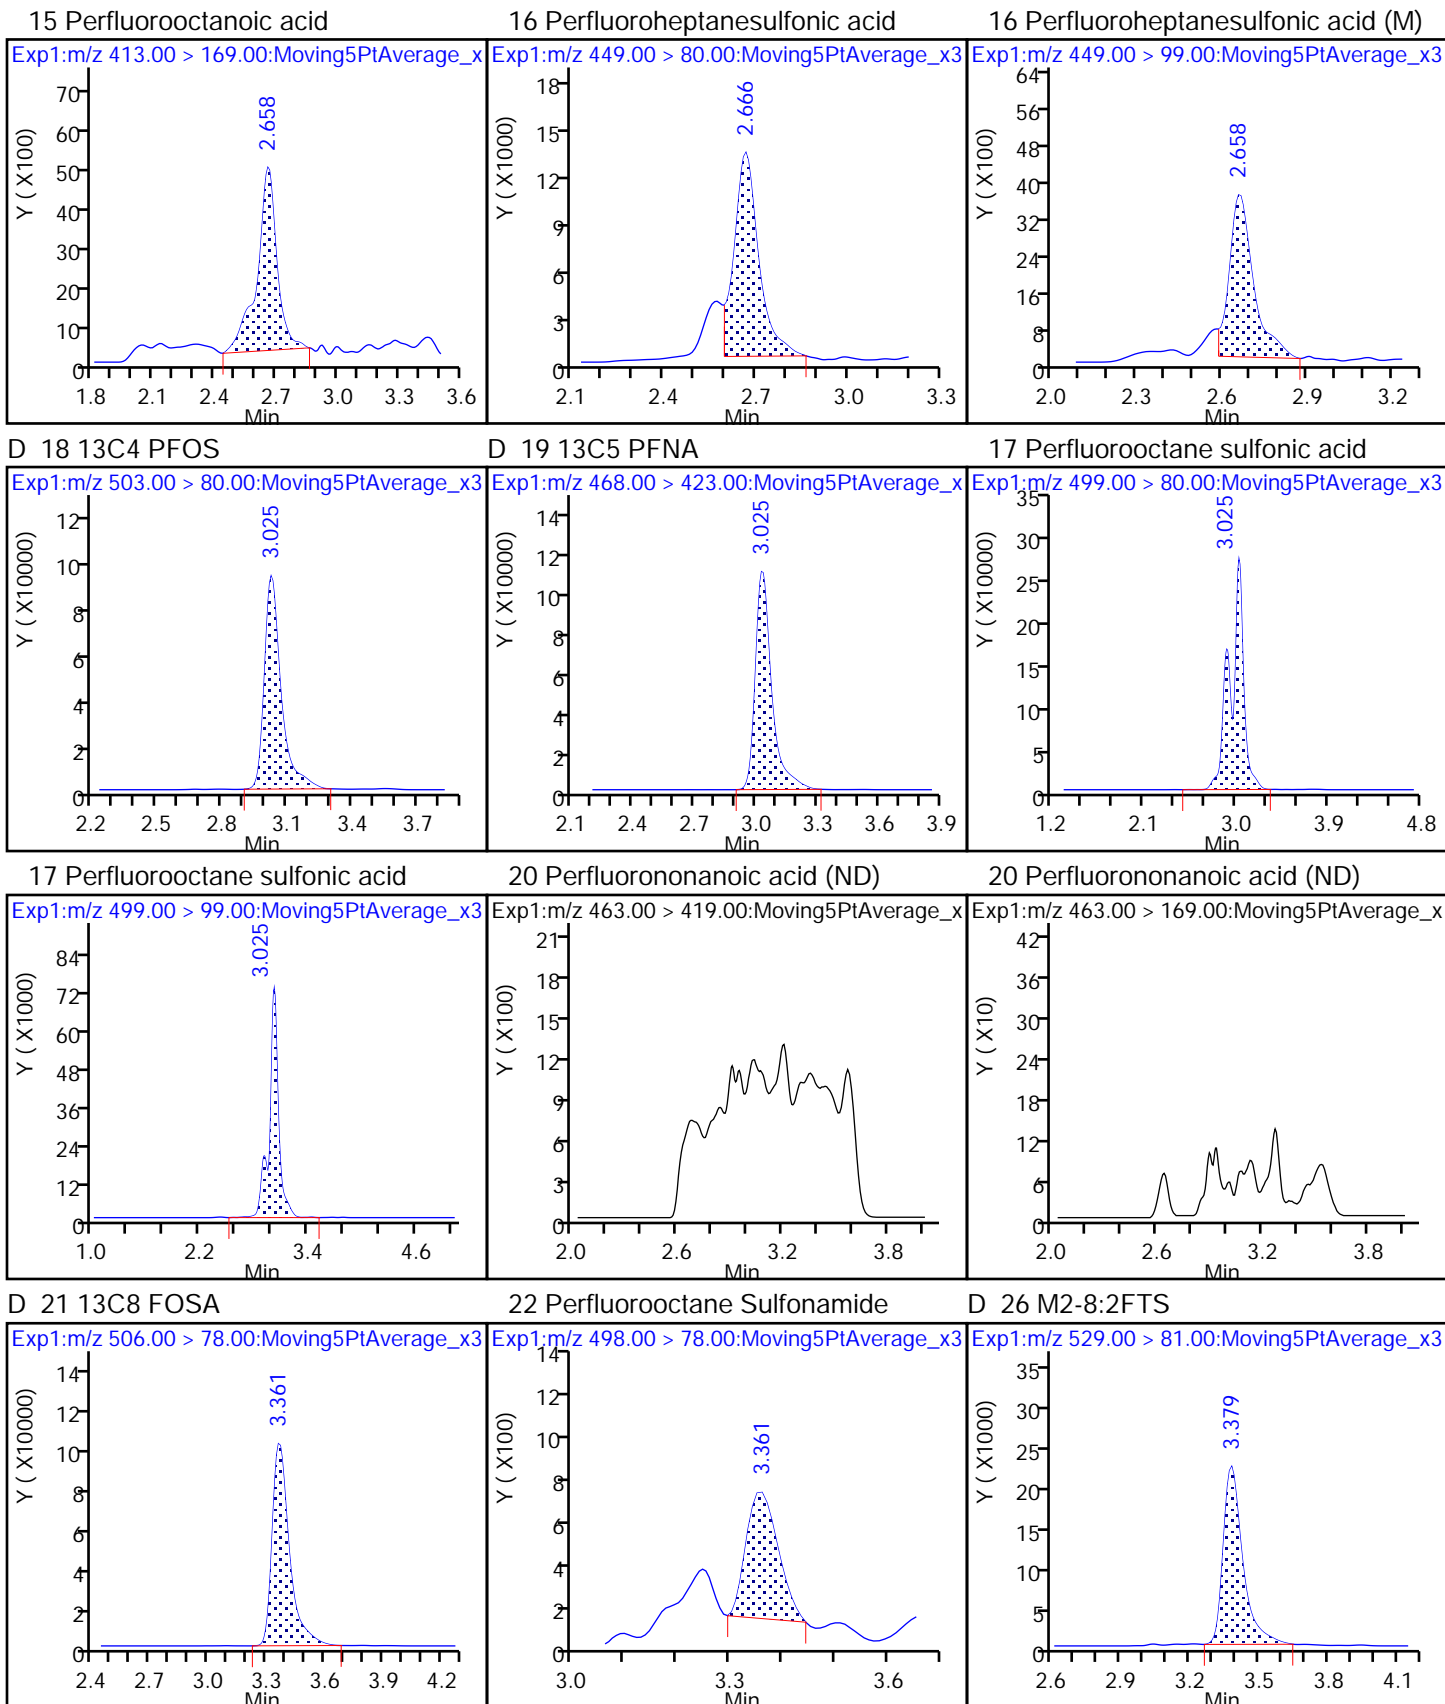 15 Perfluorooctanoic acid
Exp1:m/z 413.00 > 169.00:Moving5PtAverage_x
Y ( X100)
70
60
50
40
30
20
10
0
2.658
1.8 2.1 2.4 2.7 3.0 3.3 3.6
Min
16 Perfluoroheptanesulfonic acid
Exp1:m/z 449.00 > 80.00:Moving5PtAverage_x3
Y ( X1000)
18
15
12
9
6
3
0
2.666
2.1 2.4 2.7 3.0 3.3
Min
16 Perfluoroheptanesulfonic acid (M)
Exp1:m/z 449.00 > 99.00:Moving5PtAverage_x3
Y ( X100)
64
56
48
40
32
24
16
8
0
2.658
2.0 2.3 2.6 2.9 3.2
Min
D 18 13C4 PFOS
Exp1:m/z 503.00 > 80.00:Moving5PtAverage_x3
Y ( X10000)
12
10
8
6
4
2
0
3.025
2.2 2.5 2.8 3.1 3.4 3.7
Min
D 19 13C5 PFNA
Exp1:m/z 468.00 > 423.00:Moving5PtAverage_x
Y ( X10000)
14
12
10
8
6
4
2
0
3.025
2.1 2.4 2.7 3.0 3.3 3.6 3.9
Min
17 Perfluorooctane sulfonic acid
Exp1:m/z 499.00 > 80.00:Moving5PtAverage_x3
Y ( X10000)
35
30
25
20
15
10
5
0
3.025
1.2 2.1 3.0 3.9 4.8
Min
17 Perfluorooctane sulfonic acid
Exp1:m/z 499.00 > 99.00:Moving5PtAverage_x3
Y ( X1000)
84
72
60
48
36
24
12
0
3.025
1.0 2.2 3.4 4.6
Min
20 Perfluorononanoic acid (ND)
Exp1:m/z 463.00 > 419.00:Moving5PtAverage_x
Y ( X100)
21
18
15
12
9
6
3
0
2.0 2.6 3.2 3.8
Min
20 Perfluorononanoic acid (ND)
Exp1:m/z 463.00 > 169.00:Moving5PtAverage_x
Y ( X10)
42
36
30
24
18
12
6
0
2.0 2.6 3.2 3.8
Min
D 21 13C8 FOSA
Exp1:m/z 506.00 > 78.00:Moving5PtAverage_x3
Y ( X10000)
14
12
10
8
6
4
2
0
3.361
2.4 2.7 3.0 3.3 3.6 3.9 4.2
Min
22 Perfluorooctane Sulfonamide
Exp1:m/z 498.00 > 78.00:Moving5PtAverage_x3
Y ( X100)
14
12
10
8
6
4
2
0
3.361
3.0 3.3 3.6
Min
D 26 M2-8:2FTS
Exp1:m/z 529.00 > 81.00:Moving5PtAverage_x3
Y ( X1000)
35
30
25
20
15
10
5
0
3.379
2.6 2.9 3.2 3.5 3.8 4.1
Min